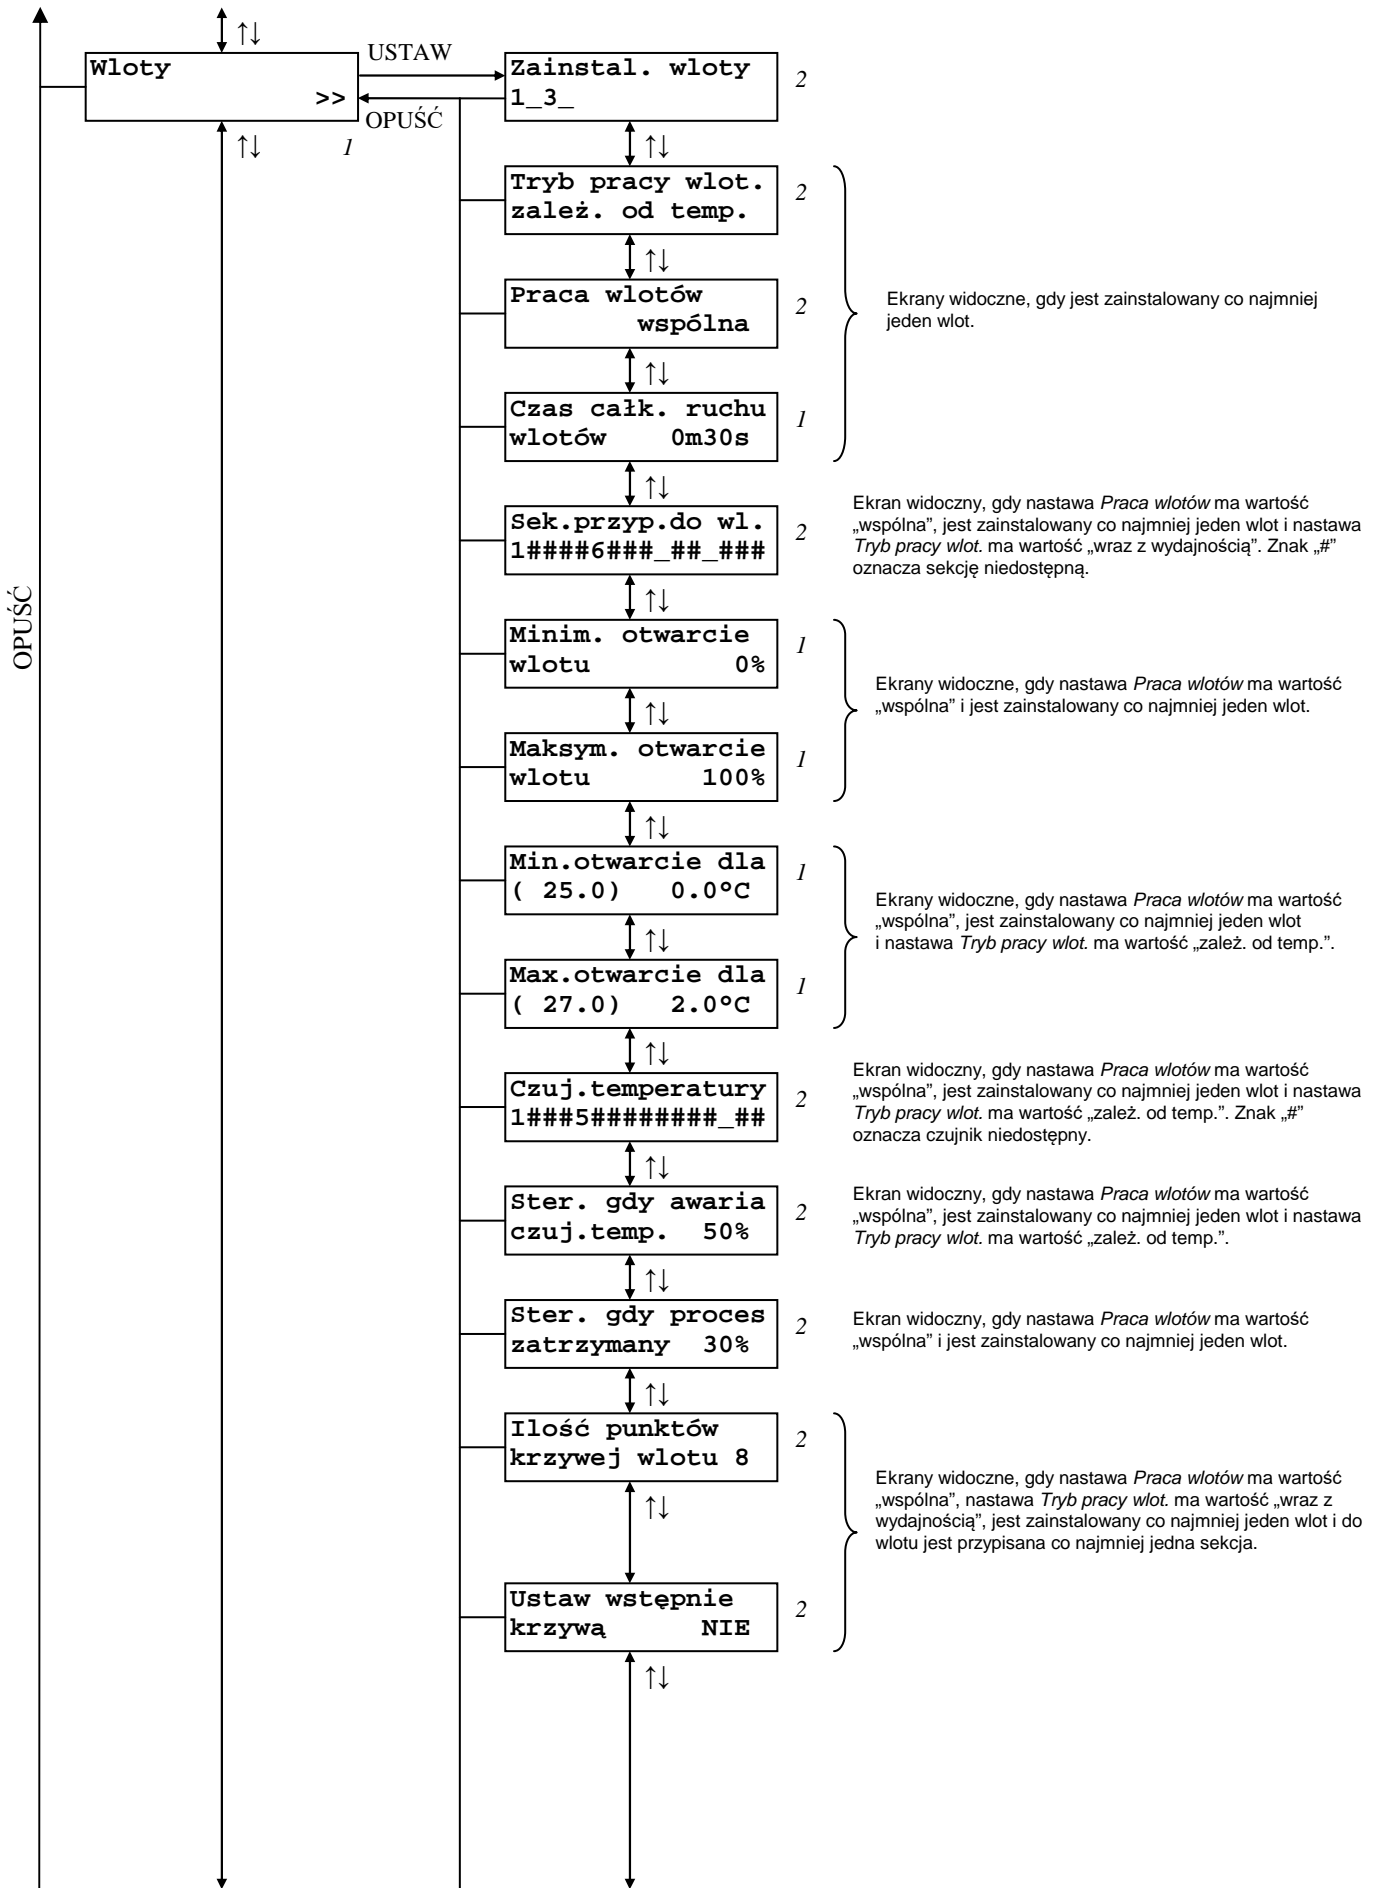 ↑↓
Wloty
>>
USTAW
OPUŚĆ
↑↓
1
Zainstal. wloty
1_3_
2
↑↓
Tryb pracy wlot.
zależ. od temp.
2
↑↓
Praca wlotów
wspólna
2
Ekrany widoczne, gdy jest zainstalowany co najmniej
jeden wlot.
↑↓
Czas całk. ruchu
wlotów 0m30s
1
↑↓
Sek.przyp.do wl.
1####6###_##_###
2
Ekran widoczny, gdy nastawa Praca wlotów ma wartość
„wspólna”, jest zainstalowany co najmniej jeden wlot i nastawa
Tryb pracy wlot. ma wartość „wraz z wydajnością”. Znak „#”
oznacza sekcję niedostępną.
OPUŚĆ
↑↓
Minim. otwarcie
wlotu 0%
1
Ekrany widoczne, gdy nastawa Praca wlotów ma wartość
„wspólna” i jest zainstalowany co najmniej jeden wlot.
↑↓
Maksym. otwarcie
wlotu 100%
1
↑↓
Min.otwarcie dla
( 25.0) 0.0°C
1
Ekrany widoczne, gdy nastawa Praca wlotów ma wartość
„wspólna”, jest zainstalowany co najmniej jeden wlot
i nastawa Tryb pracy wlot. ma wartość „zależ. od temp.”.
↑↓
Max.otwarcie dla
( 27.0) 2.0°C
1
↑↓
Czuj.temperatury
1###5########_##
2
Ekran widoczny, gdy nastawa Praca wlotów ma wartość
„wspólna”, jest zainstalowany co najmniej jeden wlot i nastawa
Tryb pracy wlot. ma wartość „zależ. od temp.”. Znak „#”
oznacza czujnik niedostępny.
↑↓
Ster. gdy awaria
czuj.temp. 50%
2
Ekran widoczny, gdy nastawa Praca wlotów ma wartość
„wspólna”, jest zainstalowany co najmniej jeden wlot i nastawa
Tryb pracy wlot. ma wartość „zależ. od temp.”.
↑↓
Ster. gdy proces
zatrzymany 30%
2
Ekran widoczny, gdy nastawa Praca wlotów ma wartość
„wspólna” i jest zainstalowany co najmniej jeden wlot.
↑↓
Ilość punktów
krzywej wlotu 8
2
Ekrany widoczne, gdy nastawa Praca wlotów ma wartość
„wspólna”, nastawa Tryb pracy wlot. ma wartość „wraz z
wydajnością”, jest zainstalowany co najmniej jeden wlot i do
wlotu jest przypisana co najmniej jedna sekcja.
↑↓
Ustaw wstępnie
krzywą NIE
2
↑↓